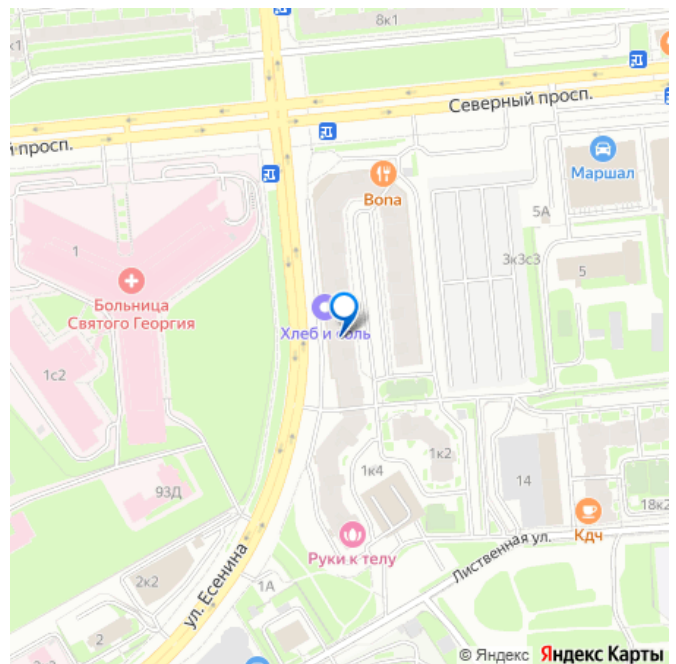 к1
8к1
Северный просп.
й просп.
Маршал
Вопа
5А
1
3к3с3
5
Больница
Святого Георгия
Хлеб и соль
1с2
1к2
1к4
14
93Д
18к2
Кдч
Руки к телу
Лиственная ул.
2к2
1А
ул. Есенина
2
© Яндекс Яндекс Карты